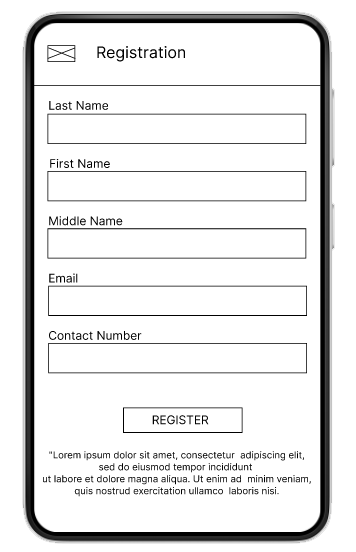 Registration
Last Name
First Name
Middle Name
Email
Contact Number
REGISTER
"Lorem ipsum dolor sit amet, consectetur adipiscing elit,
sed do eiusmod tempor incididunt
ut labore et dolore magna aliqua. Ut enim ad minim veniam,
quis nostrud exercitation ullamco laboris nisi.